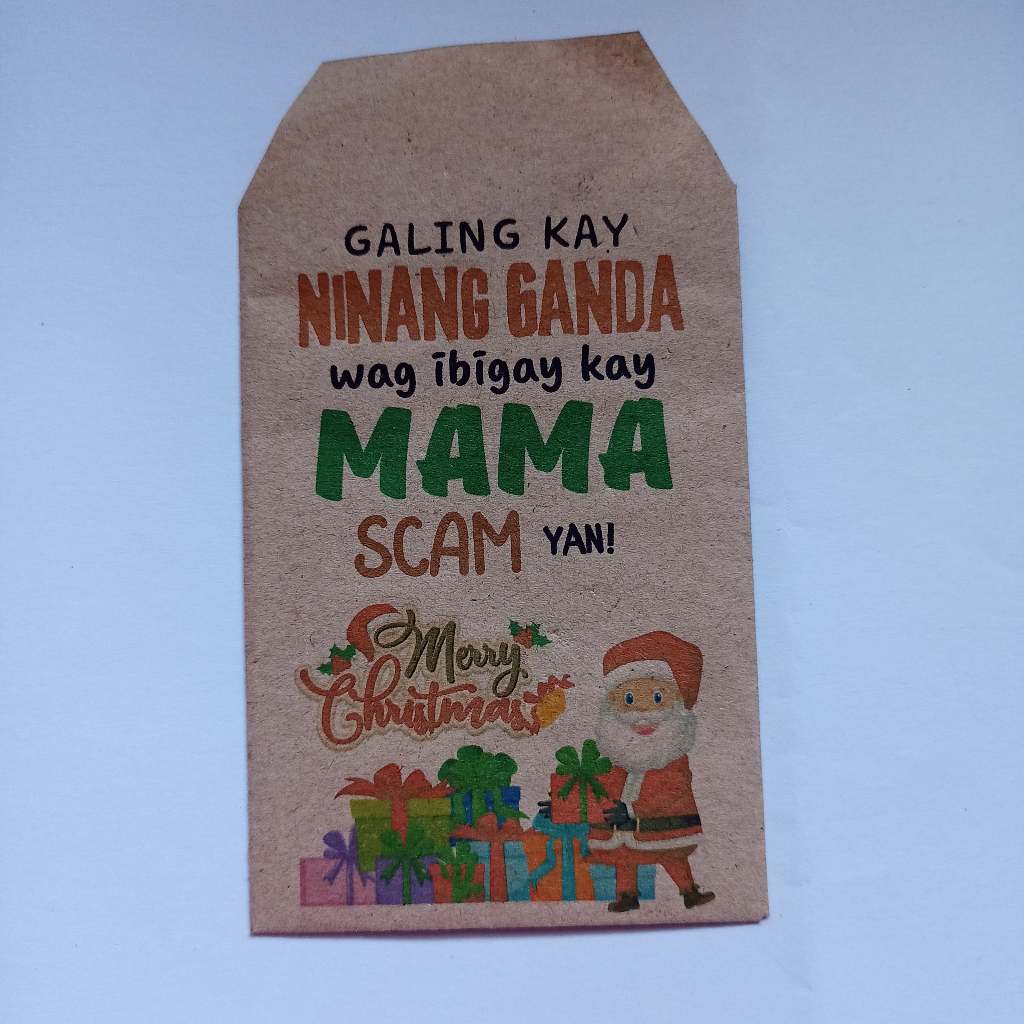 GALING KAY
NINANG GANDA
wag ibigay kay
MAMA
SCAM YAN!
Merry
Christmas